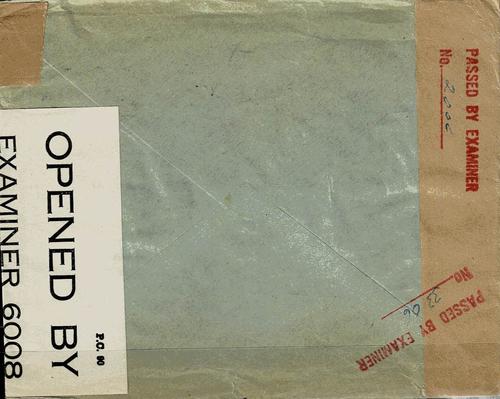 OPENED BY
EXAMINER 6008
P.C. 90
PASSED BY EXAMINER
No. 2006
PASSED BY EXAMINER
No.